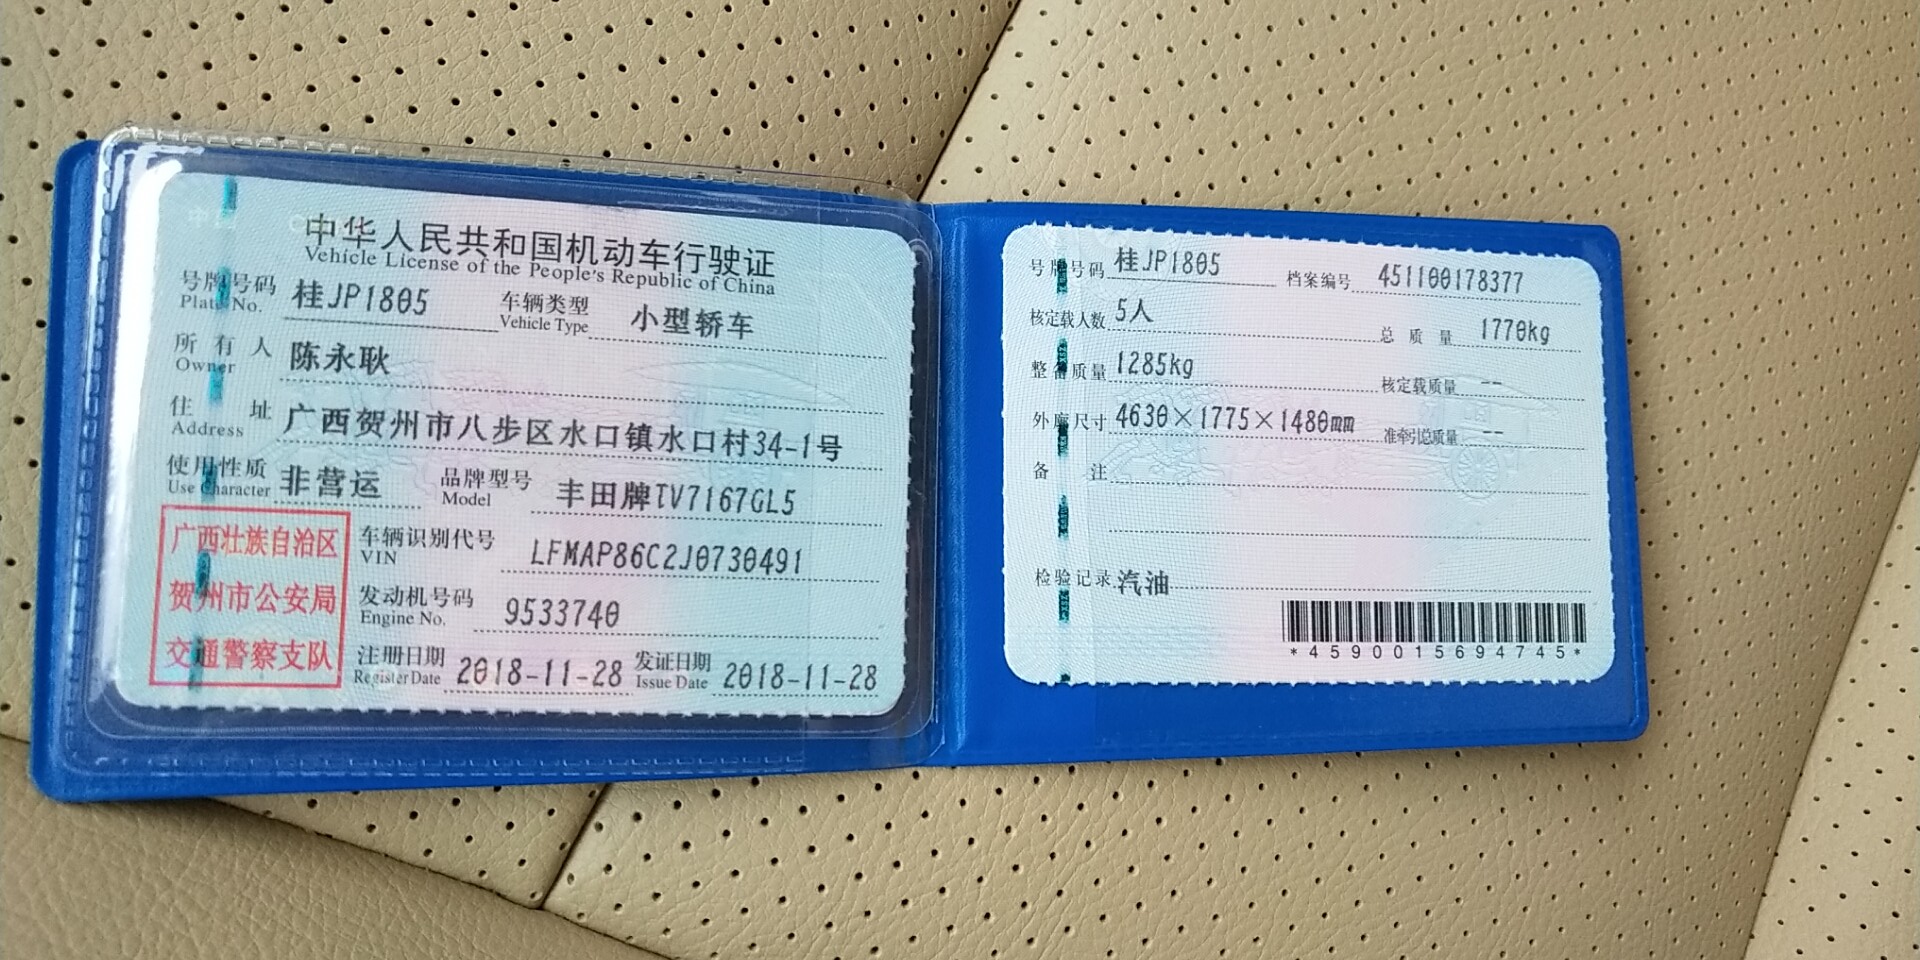 中华人民共和国机动车行驶证
Vehicle License of the People's Republic of China
号牌号码 桂JP1805 车辆类型 小型轿车
Plate No. Vehicle Type
所有人 陈永耿
Owner
住址 广西贺州市八步区水口镇水口村34-1号
Address
使用性质 非营运 品牌型号 丰田牌TV7167GL5
Use Character Model
广西壮族自治区
贺州市公安局
交通警察支队
车辆识别代号 LFMAP86C2J0730491
VIN
发动机号码 9533740
Engine No.
注册日期 2018-11-28 发证日期 2018-11-28
Register Date Issue Date
号牌号码 桂JP1805 档案编号 451100178377
核定载人数 5人 总质量 1770kg
整备质量 1285kg 核定载质量 --
外廓尺寸 4630×1775×1480mm 准牵引总质量 --
备注
检验记录 汽油
*4590015694745*